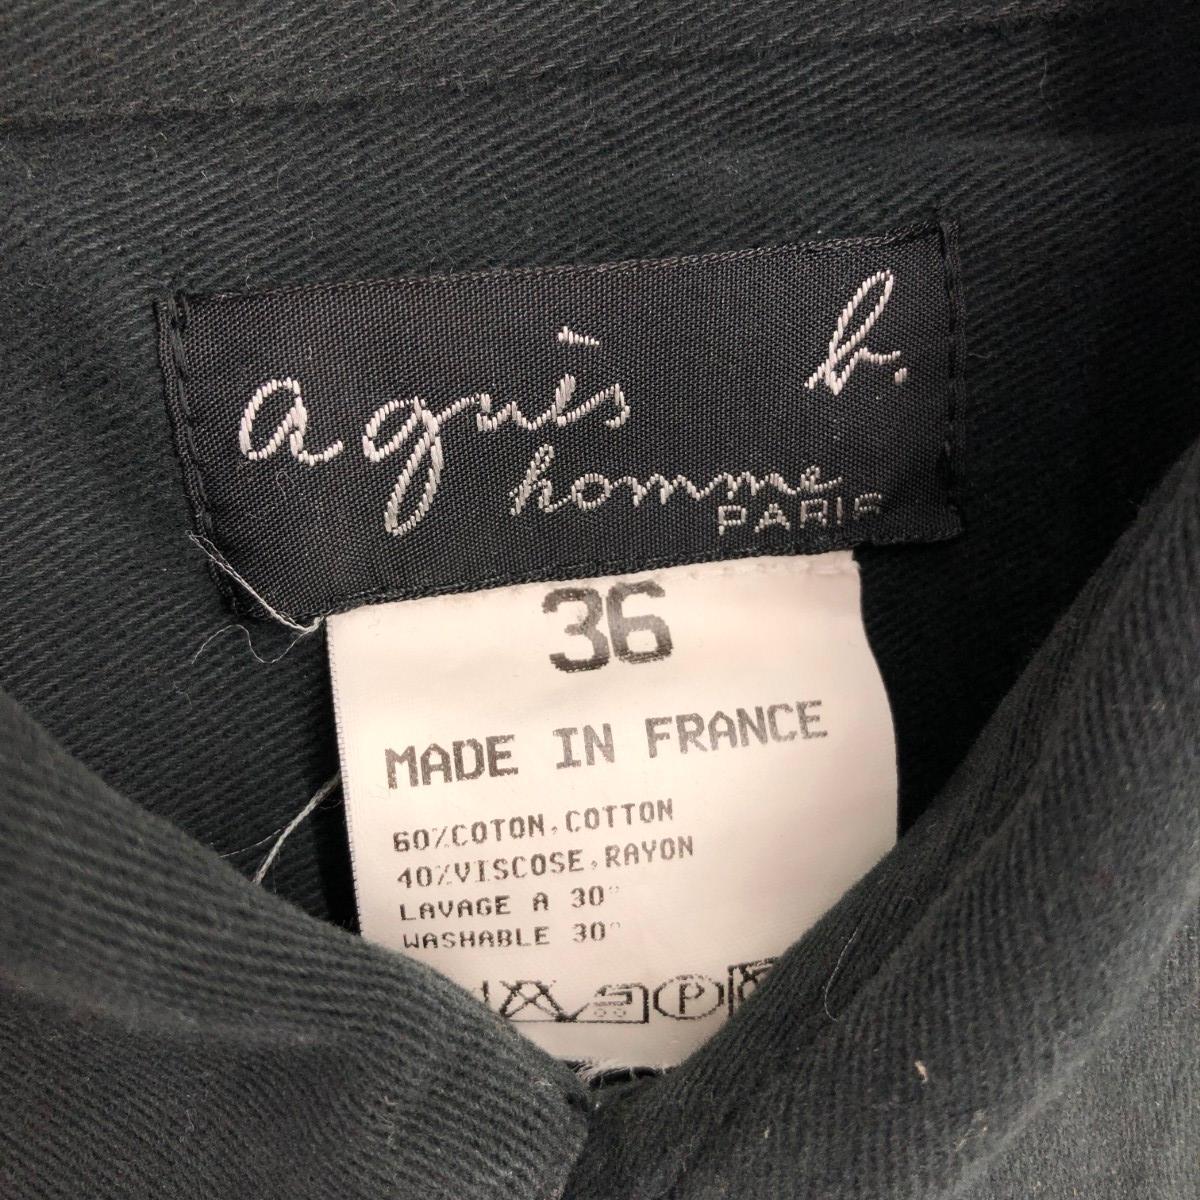 agnès b.
homme
PARIS
36
MADE IN FRANCE
60%COTON,COTTON
40%VISCOSE,RAYON
LAVAGE A 30°
WASHABLE 30°
P